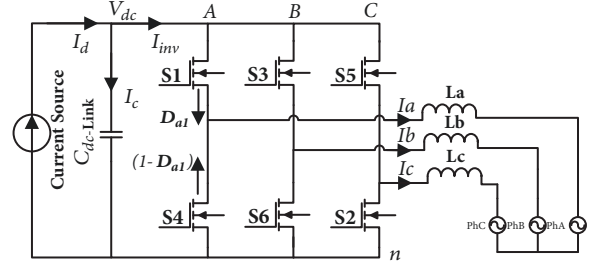 V_dc A B C
I_d I_inv
S1 S3 S5
Current Source
I_c
C_dc-Link
D_a1
(1- D_a1)
Ia La
Ib Lb
Ic Lc
S4 S6 S2
PhC PhB PhA
n